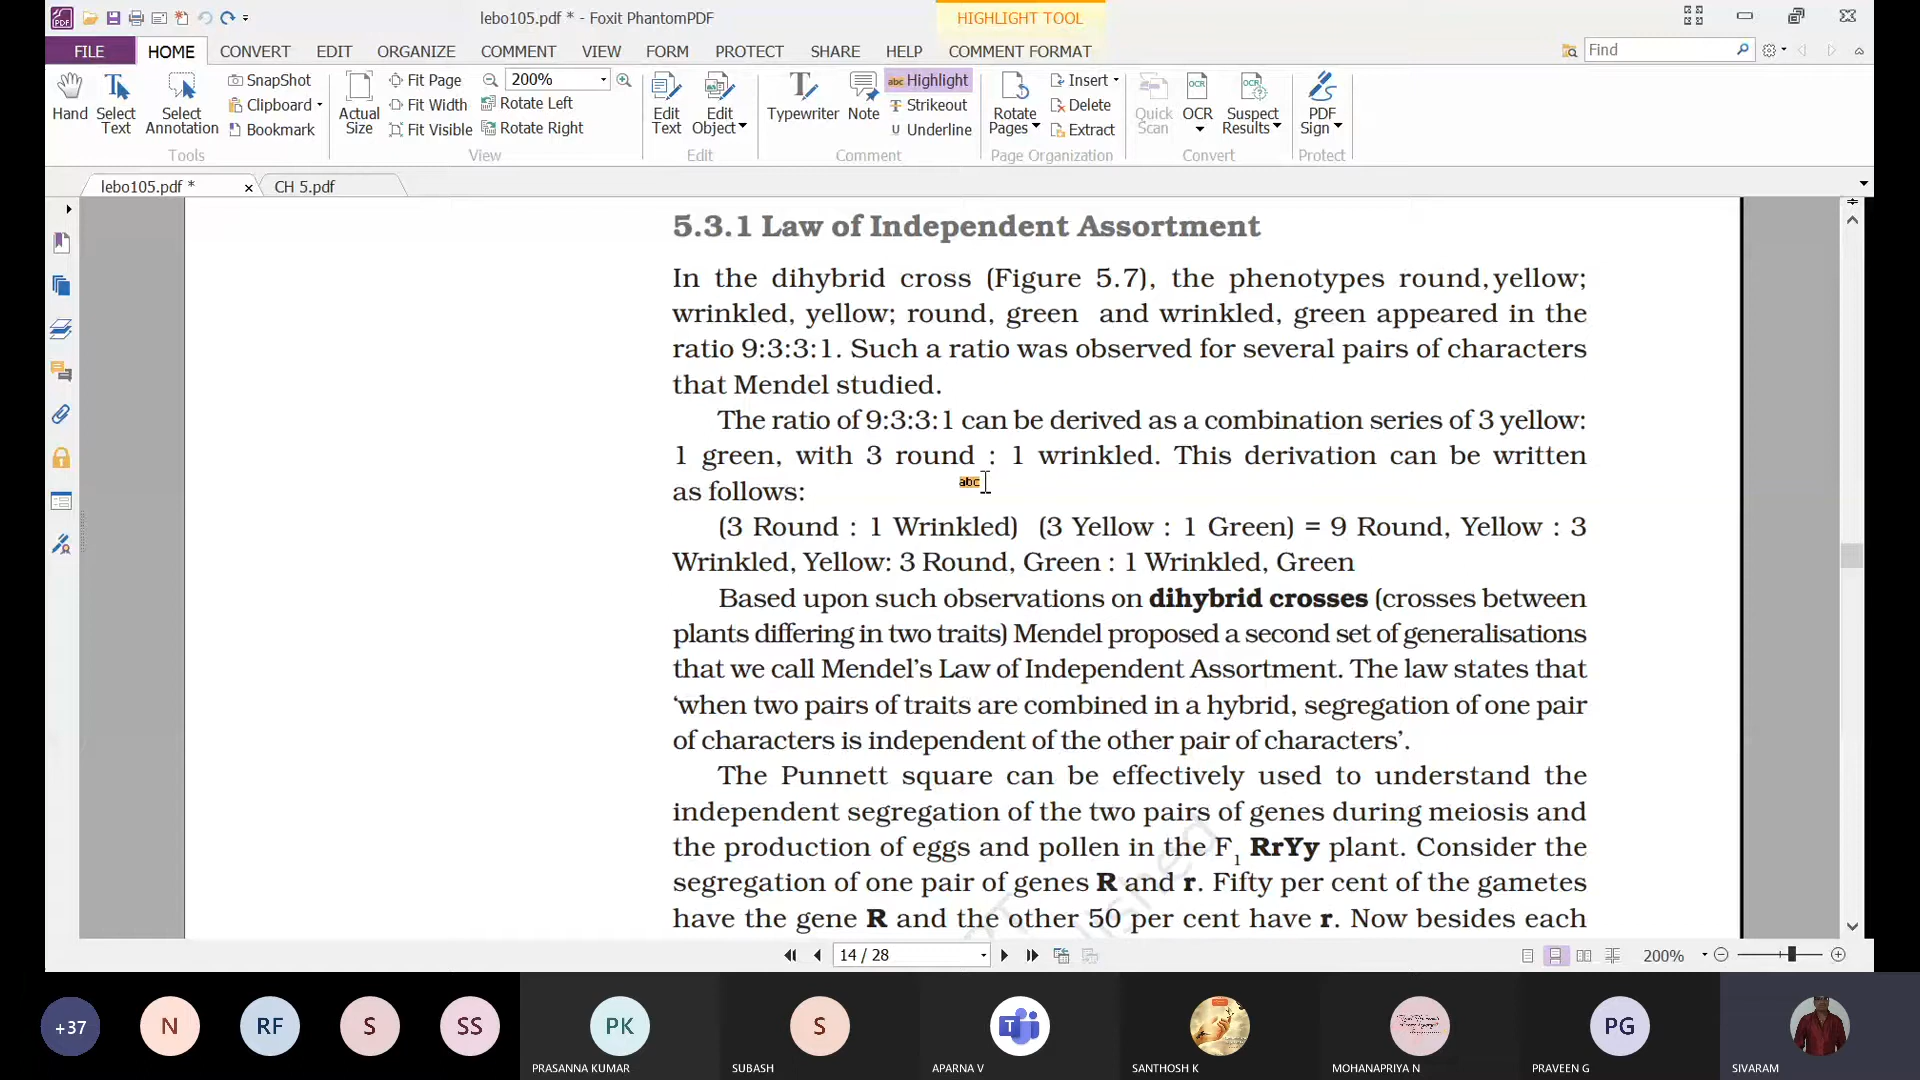 lebo105.pdf * - Foxit PhantomPDF
HIGHLIGHT TOOL
FILE
HOME
CONVERT
EDIT
ORGANIZE
COMMENT
VIEW
FORM
PROTECT
SHARE
HELP
COMMENT FORMAT
Find
Hand
Select
Text
Select
Annotation
SnapShot
Clipboard
Bookmark
Tools
Actual
Size
Fit Page
Fit Width
Fit Visible
200%
Rotate Left
Rotate Right
View
Edit
Text
Edit
Object
Edit
Typewriter
Note
abc Highlight
T Strikeout
U Underline
Comment
Rotate
Pages
Insert
Delete
Extract
Page Organization
Quick
Scan
OCR
OCR
OCR
Suspect
Results
Convert
PDF
Sign
Protect
lebo105.pdf *
CH 5.pdf
5.3.1 Law of Independent Assortment
In the dihybrid cross (Figure 5.7), the phenotypes round, yellow;
wrinkled, yellow; round, green and wrinkled, green appeared in the
ratio 9:3:3:1. Such a ratio was observed for several pairs of characters
that Mendel studied.
The ratio of 9:3:3:1 can be derived as a combination series of 3 yellow:
1 green, with 3 round : 1 wrinkled. This derivation can be written
abc
as follows:
(3 Round : 1 Wrinkled) (3 Yellow : 1 Green) = 9 Round, Yellow : 3
Wrinkled, Yellow: 3 Round, Green : 1 Wrinkled, Green
Based upon such observations on dihybrid crosses (crosses between
plants differing in two traits) Mendel proposed a second set of generalisations
that we call Mendel's Law of Independent Assortment. The law states that
‘when two pairs of traits are combined in a hybrid, segregation of one pair
of characters is independent of the other pair of characters’.
The Punnett square can be effectively used to understand the
independent segregation of the two pairs of genes during meiosis and
the production of eggs and pollen in the F1 RrYy plant. Consider the
segregation of one pair of genes R and r. Fifty per cent of the gametes
have the gene R and the other 50 per cent have r. Now besides each
14 / 28
200%
+37
N
RF
S
SS
PK
PRASANNA KUMAR
S
SUBASH
APARNA V
SANTHOSH K
MOHANAPRIYA N
PG
PRAVEEN G
SIVARAM